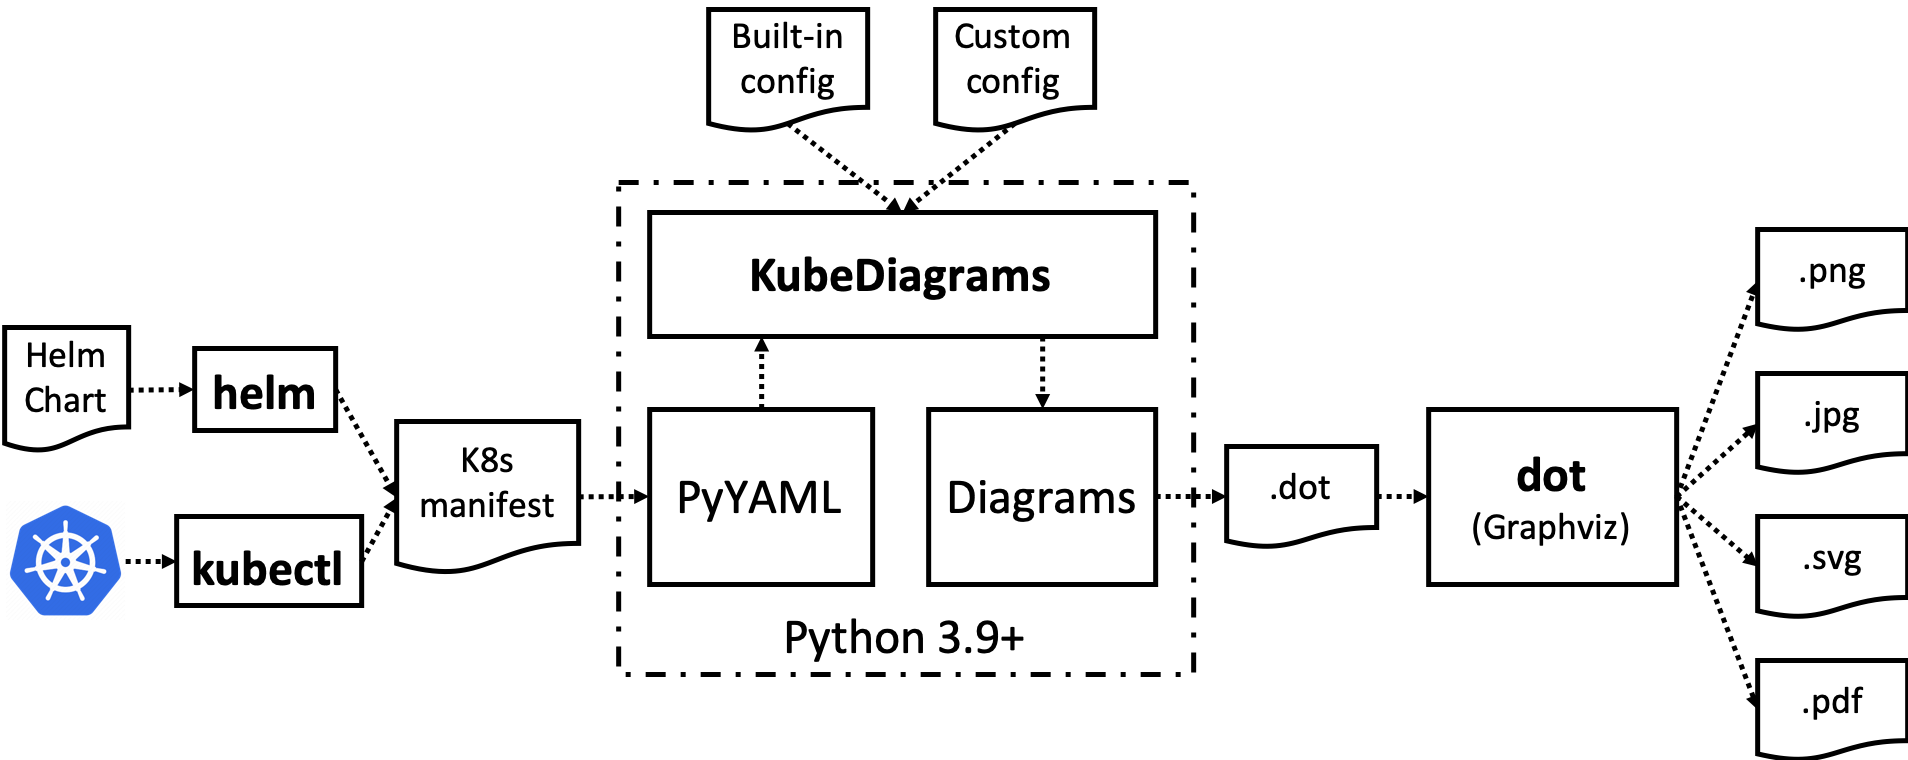 Built-in
config
Custom
config
KubeDiagrams
Helm
Chart
helm
K8s
manifest
kubectl
PyYAML
Diagrams
Python 3.9+
.dot
dot
(Graphviz)
.png
.jpg
.svg
.pdf